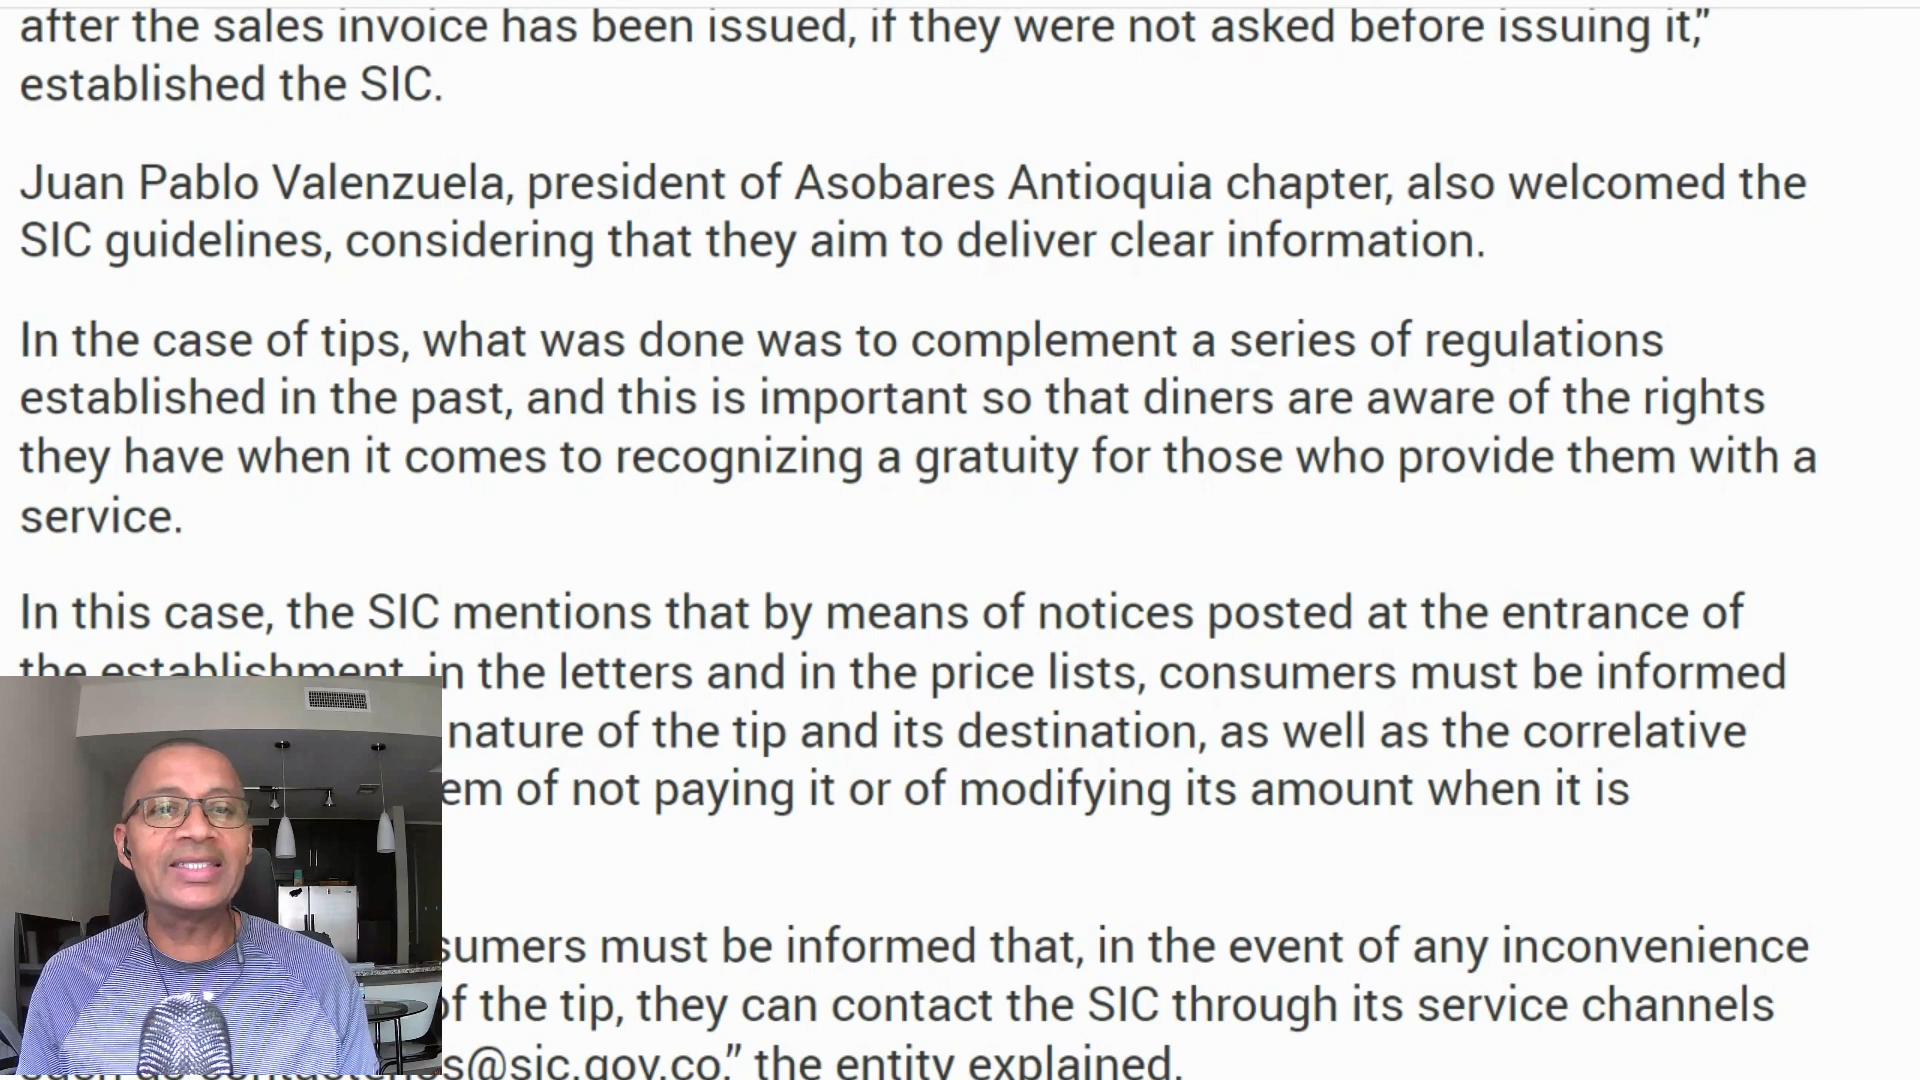 after the sales invoice has been issued, if they were not asked before issuing it,”
established the SIC.
Juan Pablo Valenzuela, president of Asobares Antioquia chapter, also welcomed the
SIC guidelines, considering that they aim to deliver clear information.
In the case of tips, what was done was to complement a series of regulations
established in the past, and this is important so that diners are aware of the rights
they have when it comes to recognizing a gratuity for those who provide them with a
service.
In this case, the SIC mentions that by means of notices posted at the entrance of
the establishment, in the letters and in the price lists, consumers must be informed
nature of the tip and its destination, as well as the correlative
em of not paying it or of modifying its amount when it is
sumers must be informed that, in the event of any inconvenience
of the tip, they can contact the SIC through its service channels
s@sic.gov.co,” the entity explained.